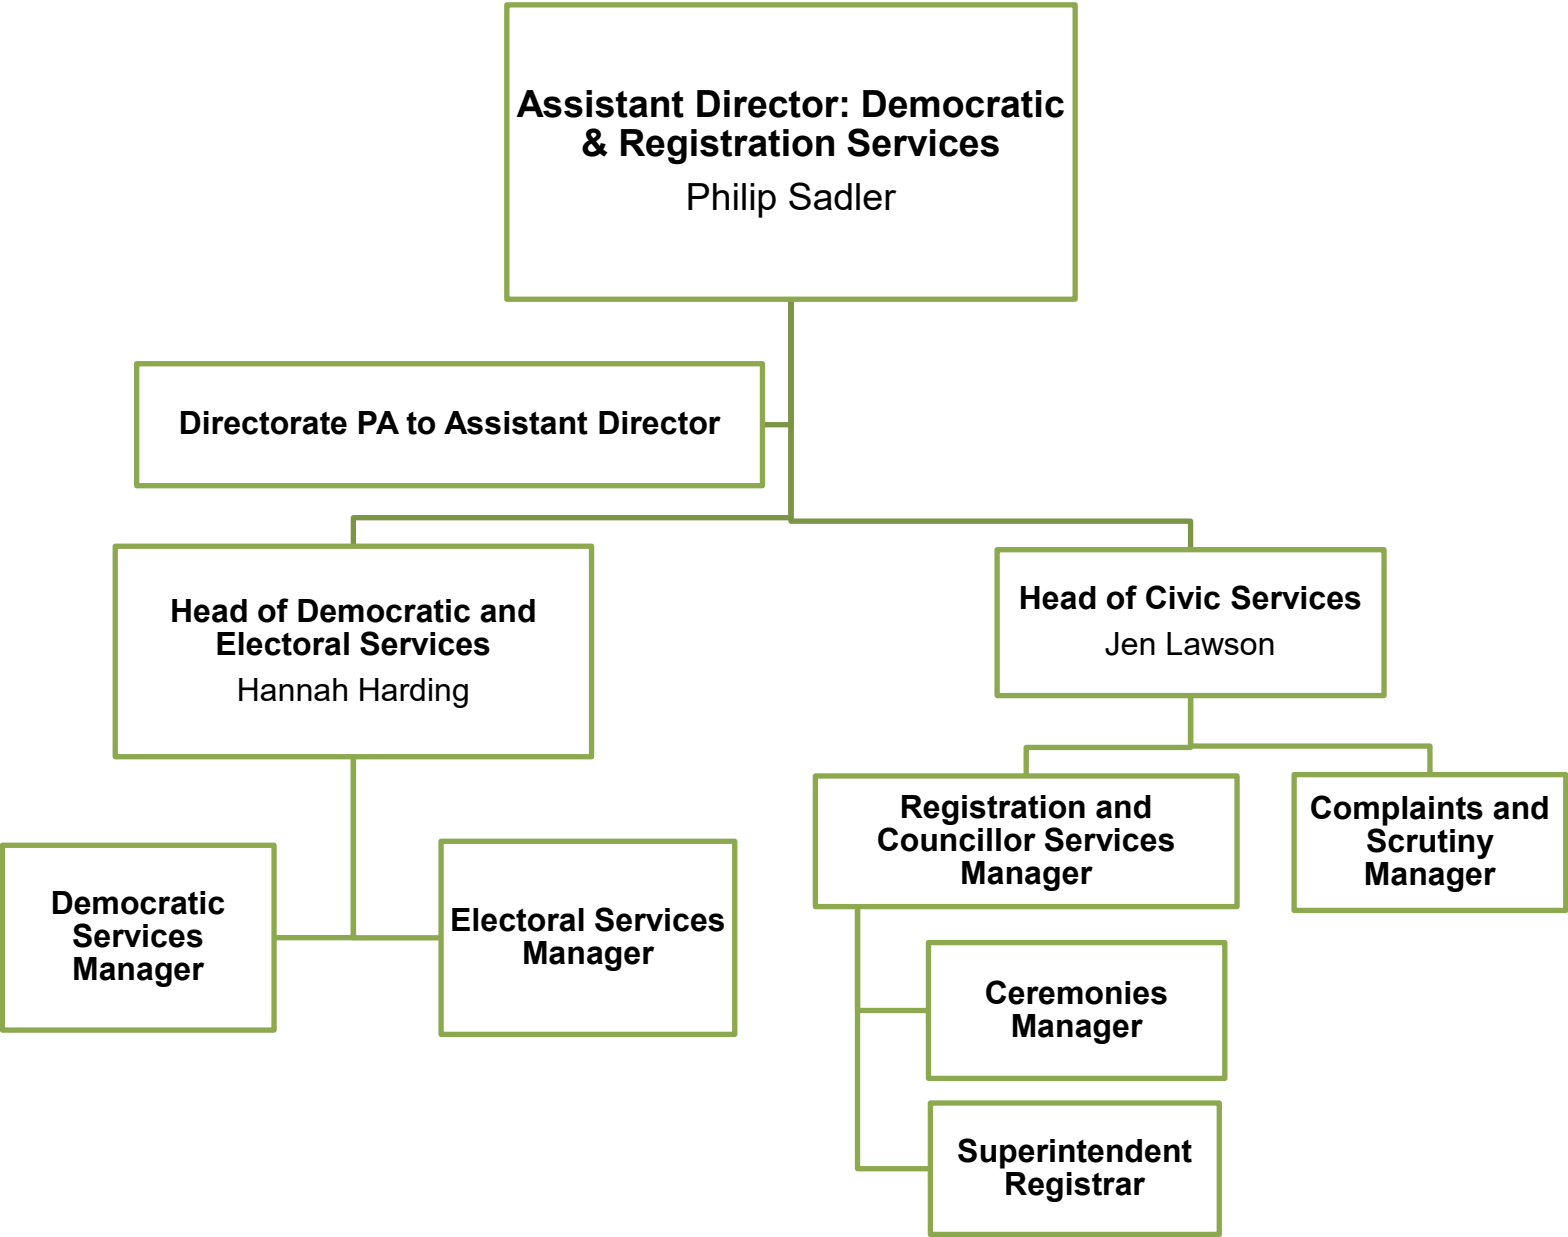 Assistant Director: Democratic
& Registration Services
Philip Sadler
Directorate PA to Assistant Director
Head of Democratic and
Electoral Services
Hannah Harding
Head of Civic Services
Jen Lawson
Democratic
Services
Manager
Electoral Services
Manager
Registration and
Councillor Services
Manager
Complaints and
Scrutiny
Manager
Ceremonies
Manager
Superintendent
Registrar